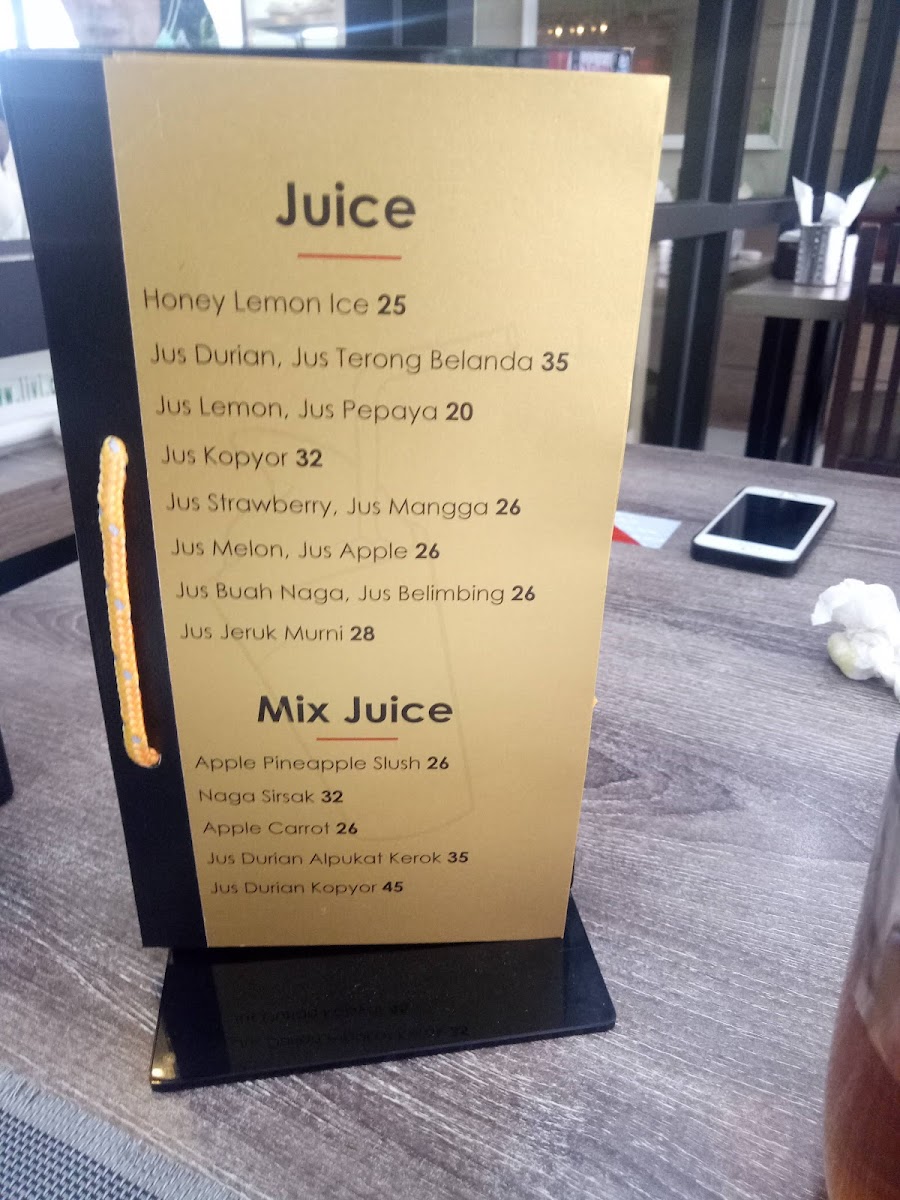 Juice
Honey Lemon Ice 25
Jus Durian, Jus Terong Belanda 35
Jus Lemon, Jus Pepaya 20
Jus Kopyor 32
Jus Strawberry, Jus Mangga 26
Jus Melon, Jus Apple 26
Jus Buah Naga, Jus Belimbing 26
Jus Jeruk Murni 28
Mix Juice
Apple Pineapple Slush 26
Naga Sirsak 32
Apple Carrot 26
Jus Durian Alpukat Kerok 35
Jus Durian Kopyor 45